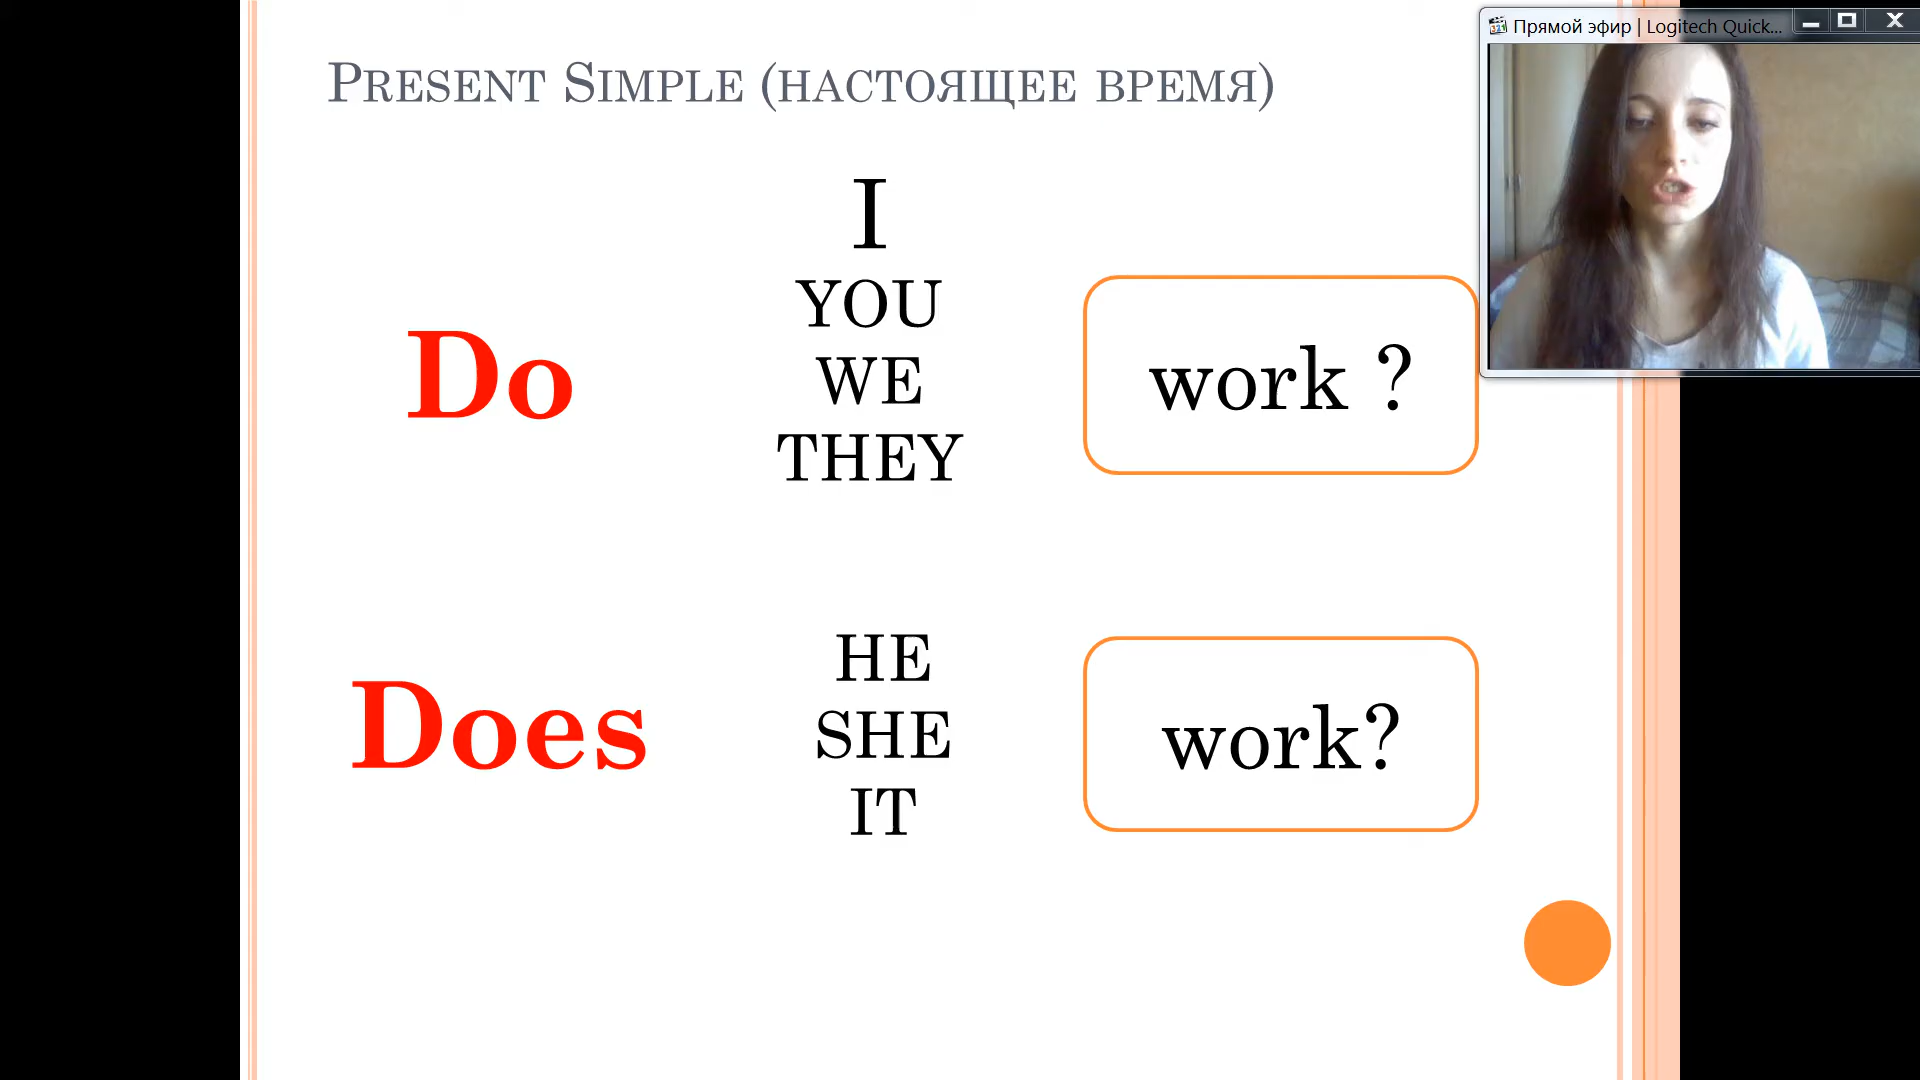 PRESENT SIMPLE (НАСТОЯЩЕЕ ВРЕМЯ)
Прямой эфир | Logitech Quick...
I
YOU
WE
THEY
Do
work ?
HE
SHE
IT
Does
work?